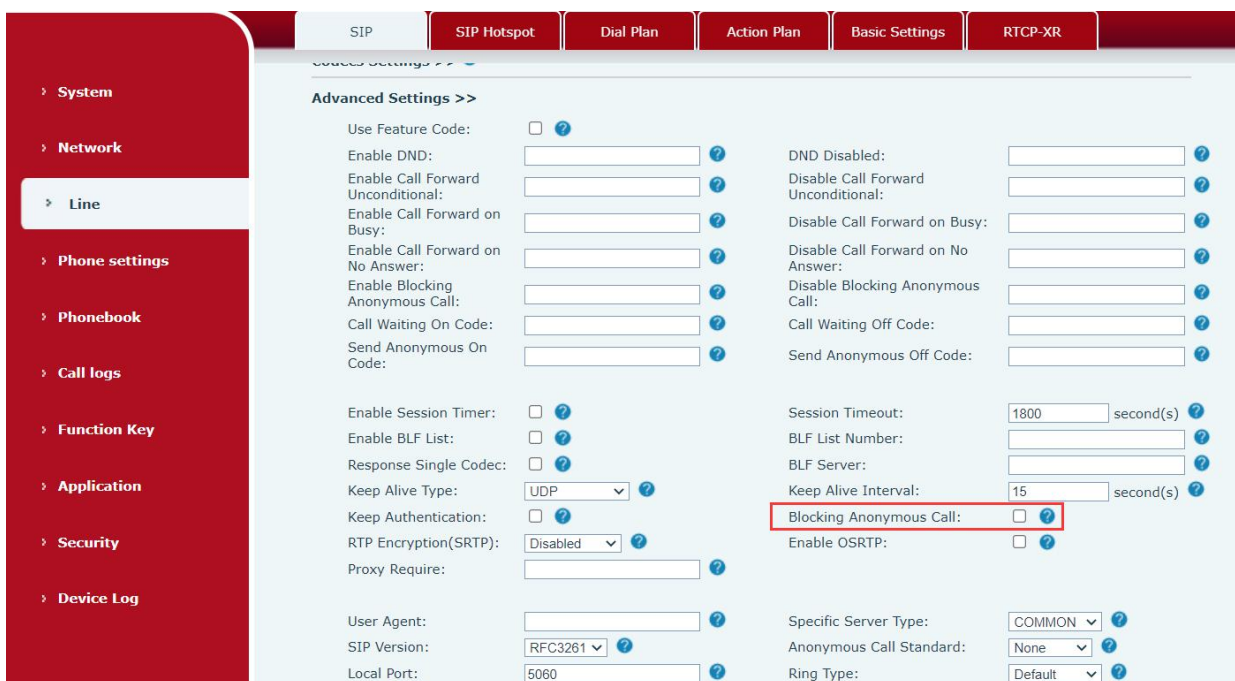 SIP
SIP Hotspot
Dial Plan
Action Plan
Basic Settings
RTCP-XR
System
Network
Line
Phone settings
Phonebook
Call logs
Function Key
Application
Security
Device Log
Codecs Settings >>
Advanced Settings >>
Use Feature Code:
Enable DND:
DND Disabled:
Enable Call Forward
Unconditional:
Disable Call Forward
Unconditional:
Enable Call Forward on
Busy:
Disable Call Forward on Busy:
Enable Call Forward on
No Answer:
Disable Call Forward on No
Answer:
Enable Blocking
Anonymous Call:
Disable Blocking Anonymous
Call:
Call Waiting On Code:
Call Waiting Off Code:
Send Anonymous On
Code:
Send Anonymous Off Code:
Enable Session Timer:
Session Timeout: 1800 second(s)
Enable BLF List:
BLF List Number:
Response Single Codec:
BLF Server:
Keep Alive Type: UDP
Keep Alive Interval: 15 second(s)
Keep Authentication:
Blocking Anonymous Call:
RTP Encryption(SRTP): Disabled
Enable OSRTP:
Proxy Require:
User Agent:
Specific Server Type: COMMON
SIP Version: RFC3261
Anonymous Call Standard: None
Local Port: 5060
Ring Type: Default